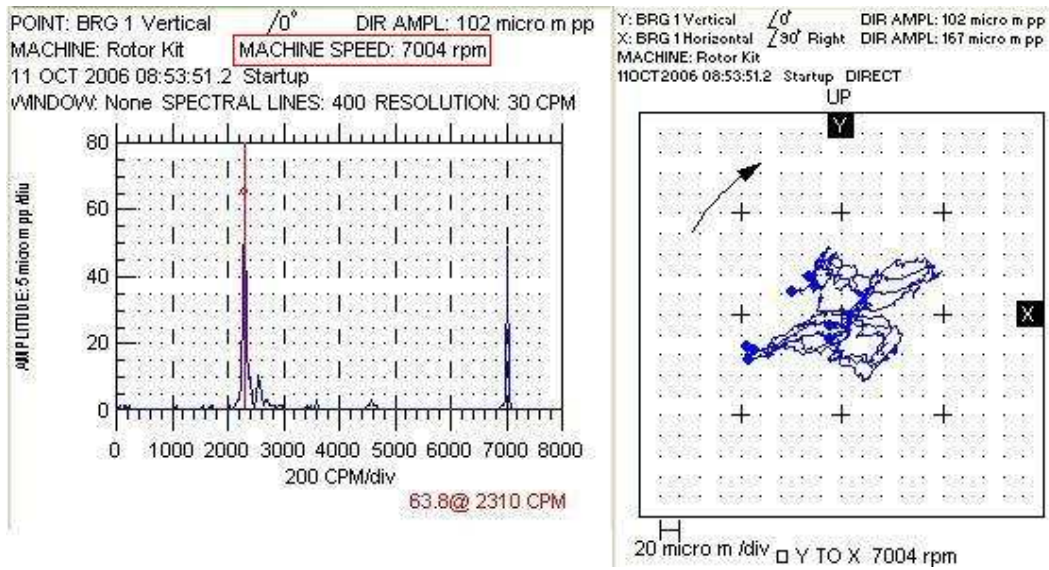 POINT: BRG 1 Vertical ∠0° DIR AMPL: 102 micro m pp
MACHINE: Rotor Kit MACHINE SPEED: 7004 rpm
11 OCT 2006 08:53:51.2 Startup
WINDOW: None SPECTRAL LINES: 400 RESOLUTION: 30 CPM
80
60
40
20
0
AMPLITUDE: 5 micro m pp /div
0 1000 2000 3000 4000 5000 6000 7000 8000
200 CPM/div
63.8@ 2310 CPM
Y: BRG 1 Vertical ∠0° DIR AMPL: 102 micro m pp
X: BRG 1 Horizontal ∠90° Right DIR AMPL: 167 micro m pp
MACHINE: Rotor Kit
11OCT2006 08:53:51.2 Startup DIRECT
UP
Y
X
20 micro m /div
Y TO X 7004 rpm